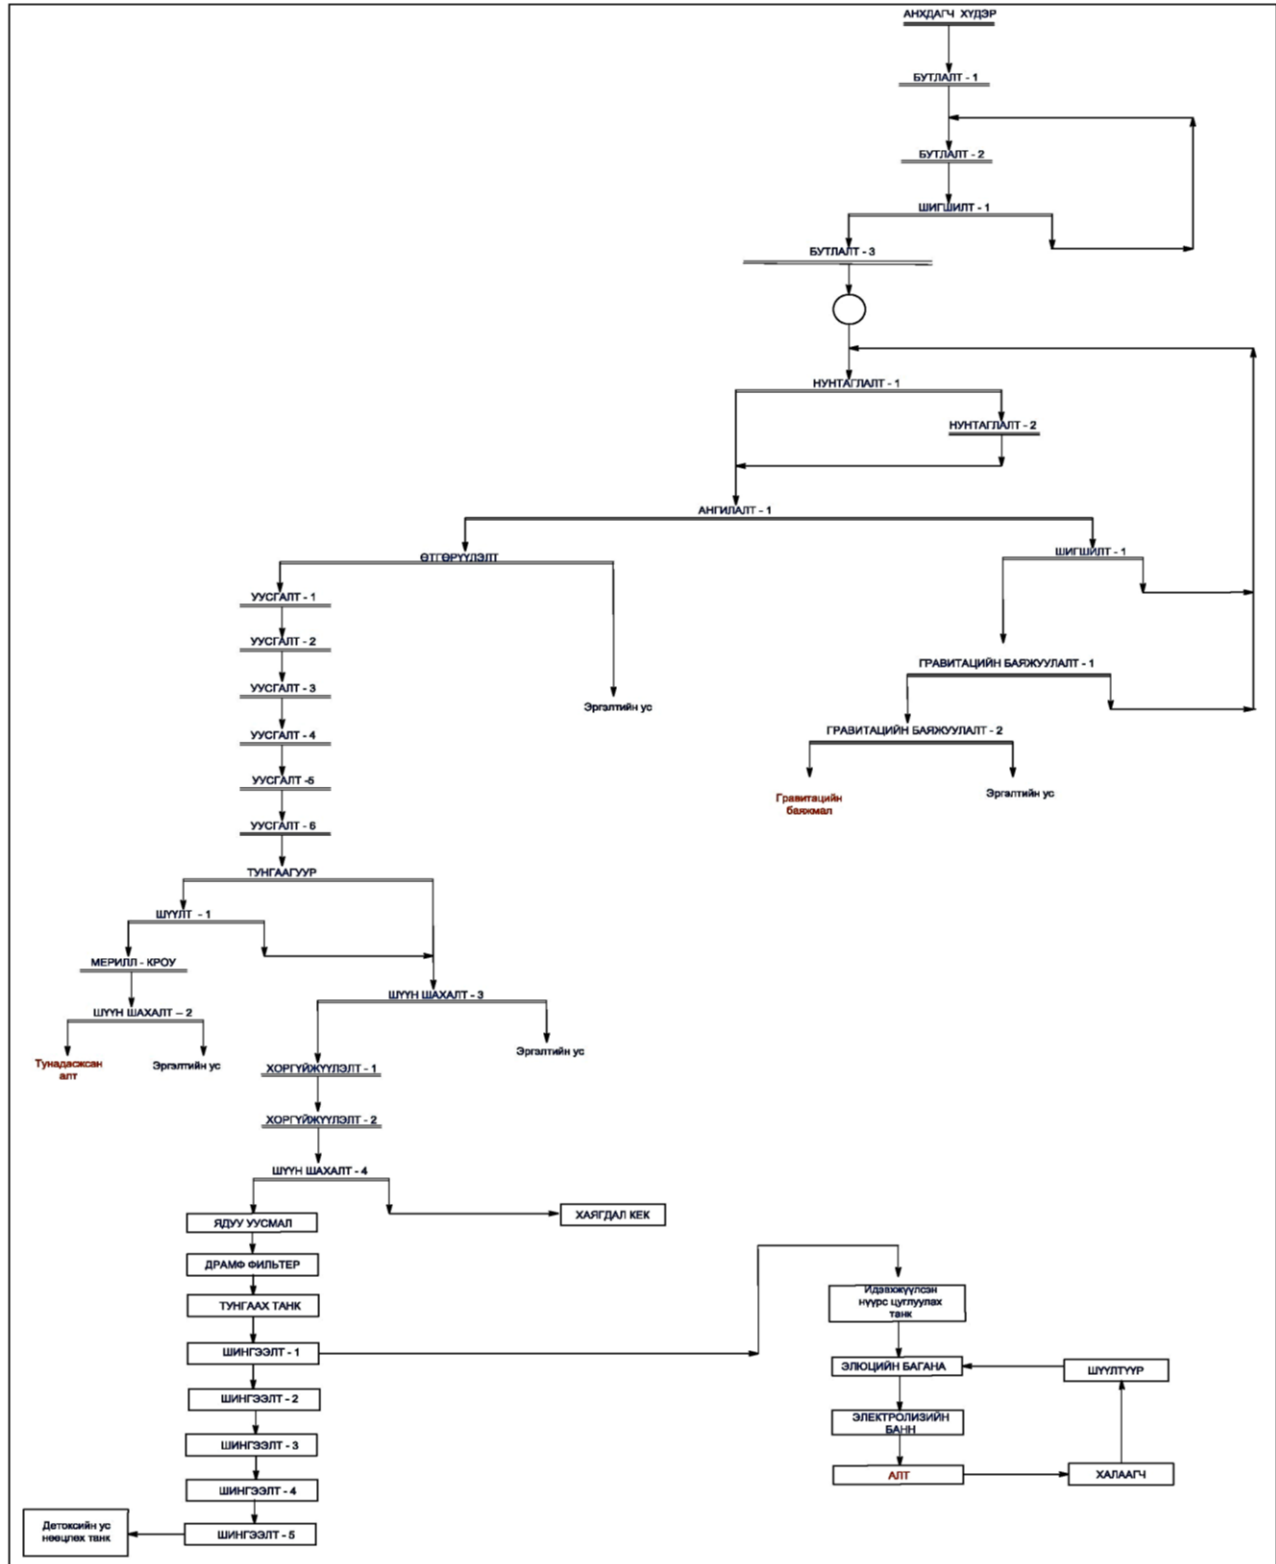 АНХДАГЧ ХҮДЭР
БУТЛАЛТ - 1
БУТЛАЛТ - 2
ШИГШИЛТ - 1
БУТЛАЛТ - 3
НУНТАГЛАЛТ - 1
НУНТАГЛАЛТ - 2
АНГИЛАЛТ - 1
ӨТГӨРҮҮЛЭЛТ
ШИГШИЛТ - 1
УУСГАЛТ - 1
УУСГАЛТ - 2
УУСГАЛТ - 3
УУСГАЛТ - 4
УУСГАЛТ -5
УУСГАЛТ - 6
Эргэлтийн ус
ГРАВИТАЦИЙН БАЯЖУУЛАЛТ - 1
ГРАВИТАЦИЙН БАЯЖУУЛАЛТ - 2
Гравитацийн
баяжмал
Эргэлтийн ус
ТУНГААГУУР
ШҮҮЛТ - 1
МЕРИЛЛ - КРОУ
ШҮҮН ШАХАЛТ – 2
Тунадасжсан
алт
Эргэлтийн ус
ШҮҮН ШАХАЛТ - 3
Эргэлтийн ус
ХОРГҮЙЖҮҮЛЭЛТ - 1
ХОРГҮЙЖҮҮЛЭЛТ - 2
ШҮҮН ШАХАЛТ - 4
ЯДУУ УУСМАЛ
ХАЯГДАЛ КЕК
ДРАМФ ФИЛЬТЕР
ТУНГААХ ТАНК
ШИНГЭЭЛТ - 1
ШИНГЭЭЛТ - 2
ШИНГЭЭЛТ - 3
ШИНГЭЭЛТ - 4
ШИНГЭЭЛТ - 5
Детоксийн ус
нөөцлөх танк
Идэвхжүүлсэн
нүүрс цуглуулах
танк
ЭЛЮЦИЙН БАГАНА
ШҮҮЛТҮҮР
ЭЛЕКТРОЛИЗИЙН
БАНН
АЛТ
ХАЛААГЧ